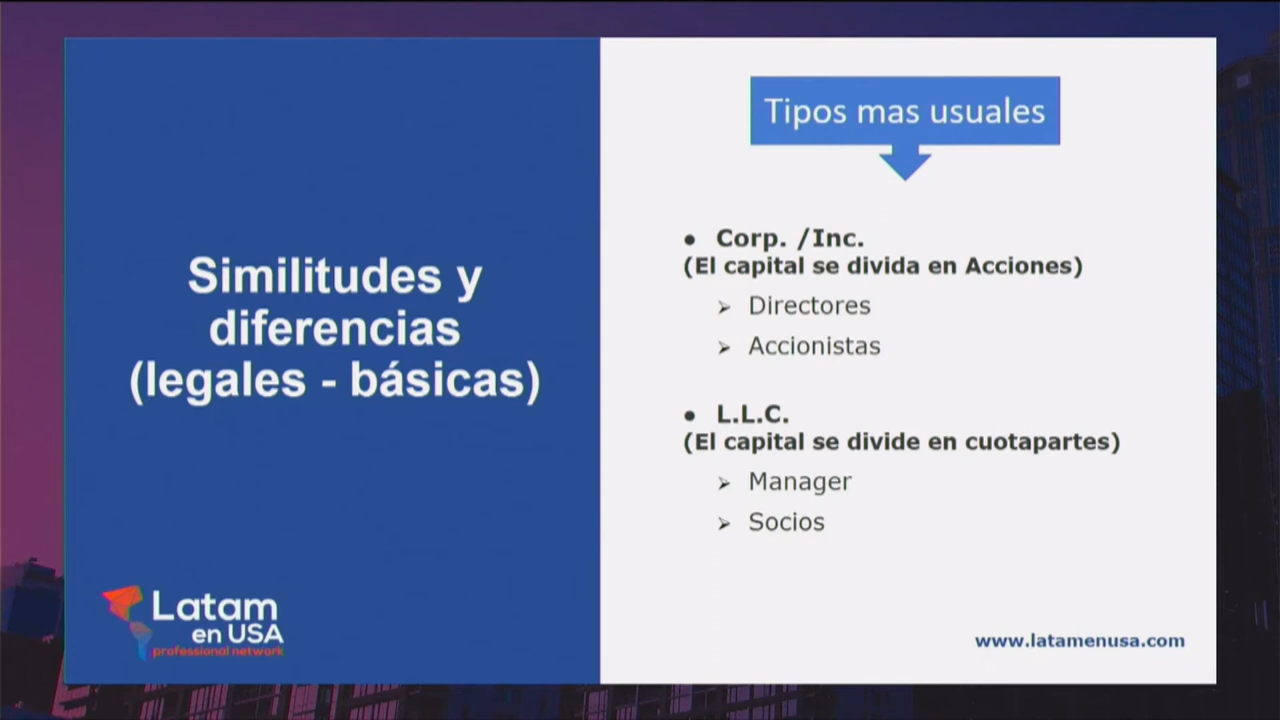 Similitudes y
diferencias
(legales - básicas)
Latam
en USA
professional network
Tipos mas usuales
● Corp. /Inc.
(El capital se divida en Acciones)
➢ Directores
➢ Accionistas
● L.L.C.
(El capital se divide en cuotapartes)
➢ Manager
➢ Socios
www.latamenusa.com